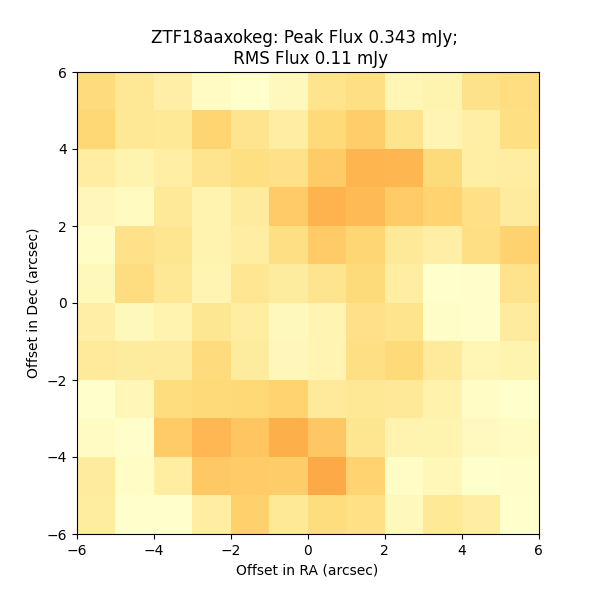 ZTF18aaxokeg: Peak Flux 0.343 mJy;
RMS Flux 0.11 mJy
6
4
2
0
−2
−4
−6
Offset in Dec (arcsec)
−6 −4 −2 0 2 4 6
Offset in RA (arcsec)